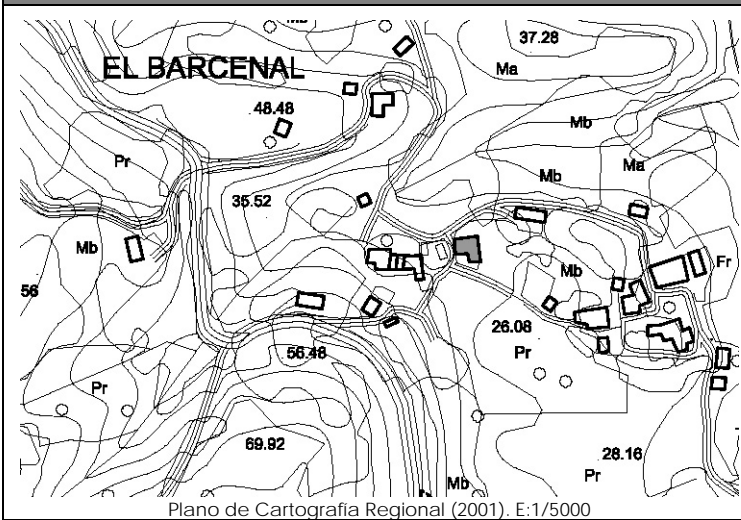 Mb
37.28
EL BARCENAL
Ma
48.48
Mb
Pr
Ma
Mb
35.52
Mb
Mb
Fr
56
26.08
56.48
Pr
Pr
69.92
28.16
Mb
Pr
Plano de Cartografía Regional (2001). E:1/5000